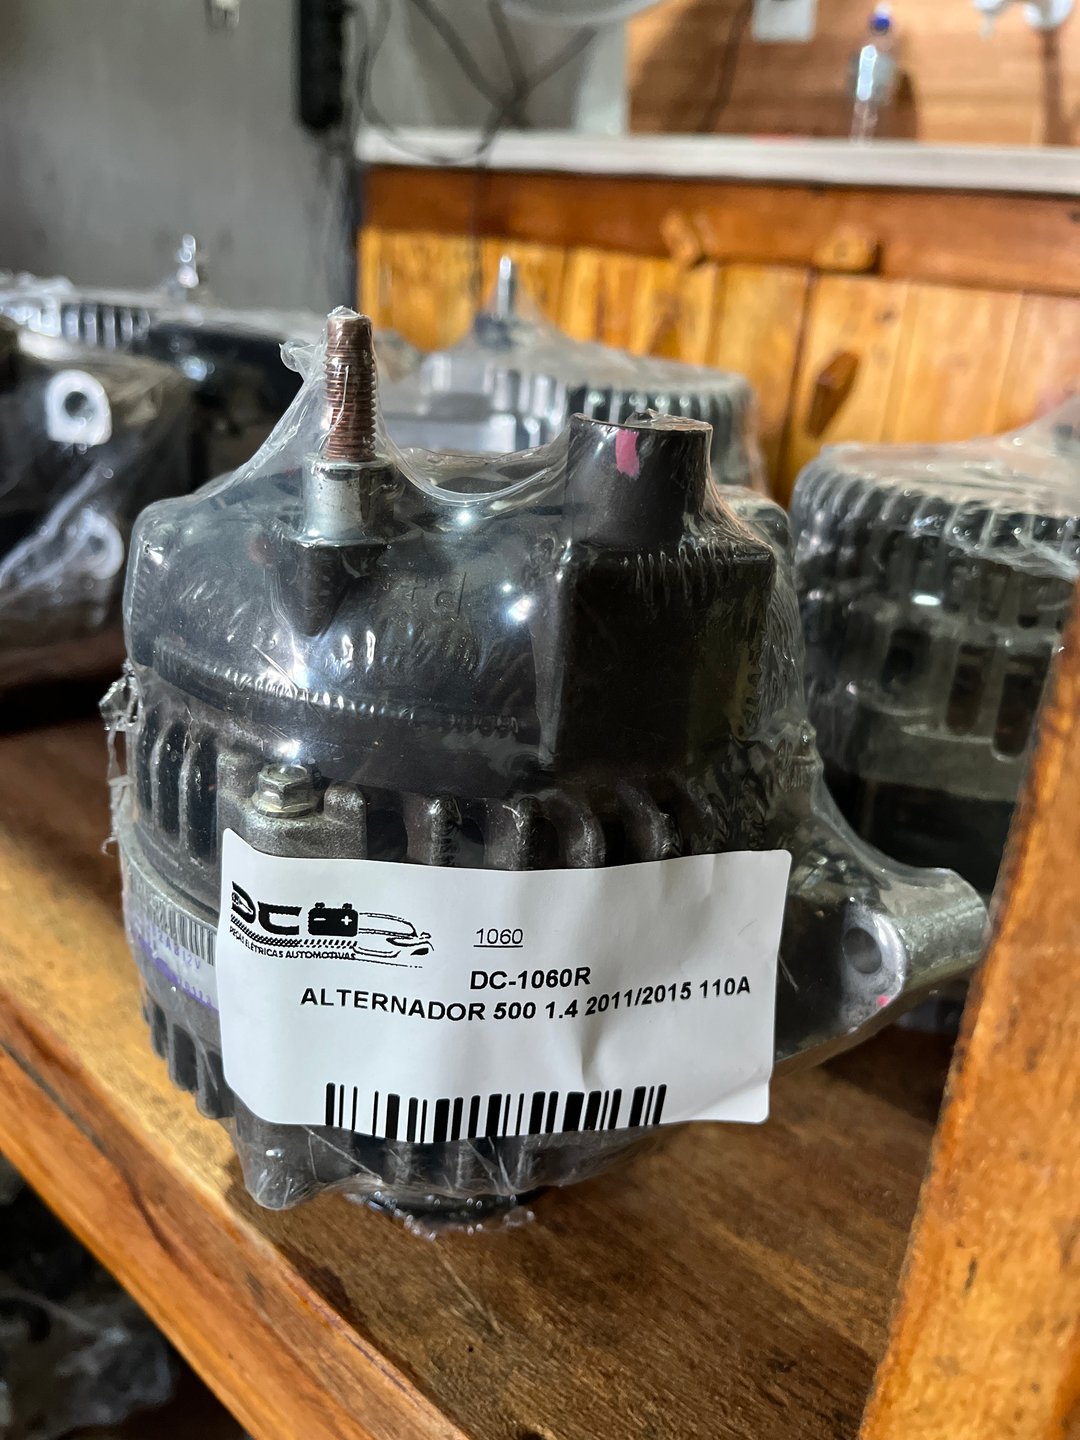 DC
PEÇAS ELÉTRICAS AUTOMOTIVAS
1060
DC-1060R
ALTERNADOR 500 1.4 2011/2015 110A